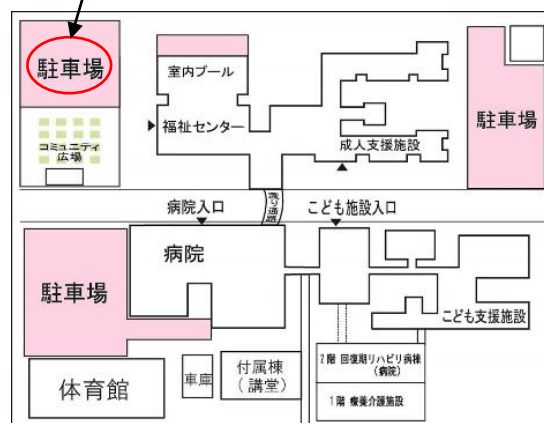 駐車場
室内プール
福祉センター
成人支援施設
駐車場
コミュニティ
広場
渡り通路
病院入口
こども施設入口
病院
駐車場
こども支援施設
体育館
車庫
付属棟
(講堂)
2階 回復期リハビリ病棟
(病院)
1階 療養介護施設